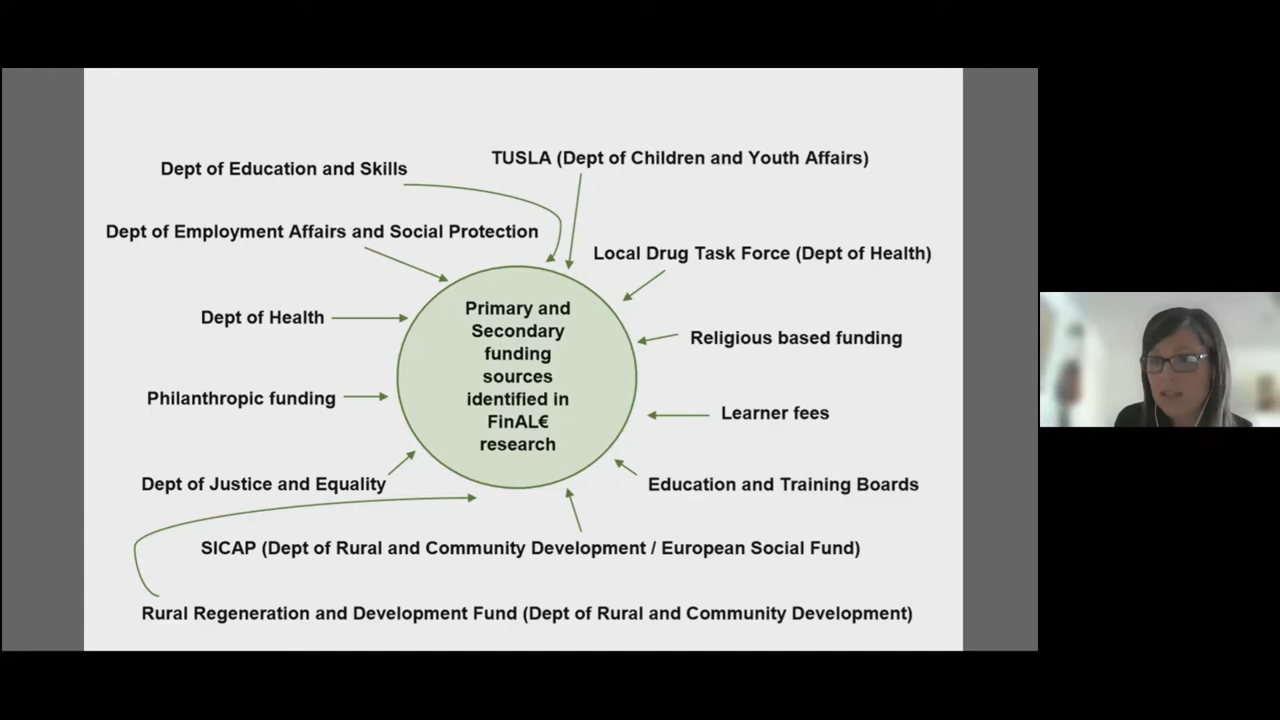 Dept of Education and Skills
TUSLA (Dept of Children and Youth Affairs)
Dept of Employment Affairs and Social Protection
Local Drug Task Force (Dept of Health)
Dept of Health
Primary and
Secondary
funding
sources
identified in
FinAL€
research
Religious based funding
Philanthropic funding
Learner fees
Dept of Justice and Equality
Education and Training Boards
SICAP (Dept of Rural and Community Development / European Social Fund)
Rural Regeneration and Development Fund (Dept of Rural and Community Development)